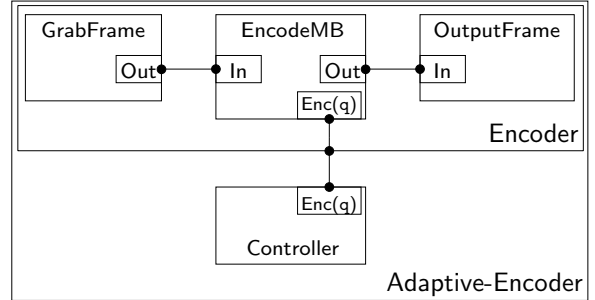 GrabFrame
EncodeMB
OutputFrame
Out
In
Out
In
Enc(q)
Encoder
Enc(q)
Controller
Adaptive-Encoder